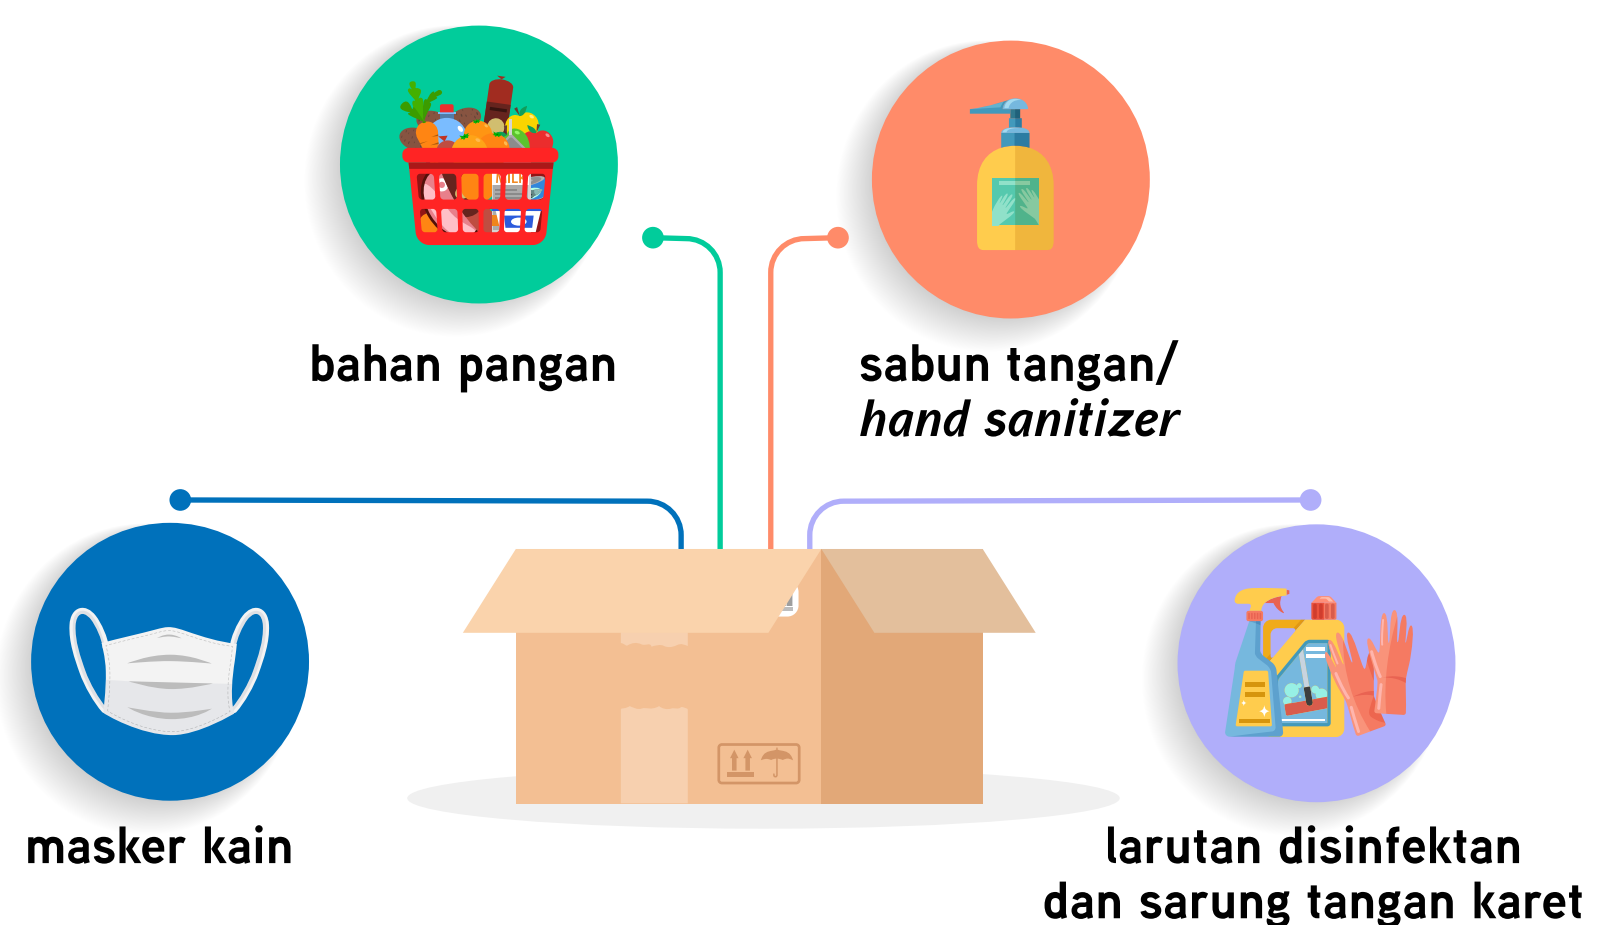 bahan pangan
sabun tangan/
hand sanitizer
masker kain
larutan disinfektan
dan sarung tangan karet